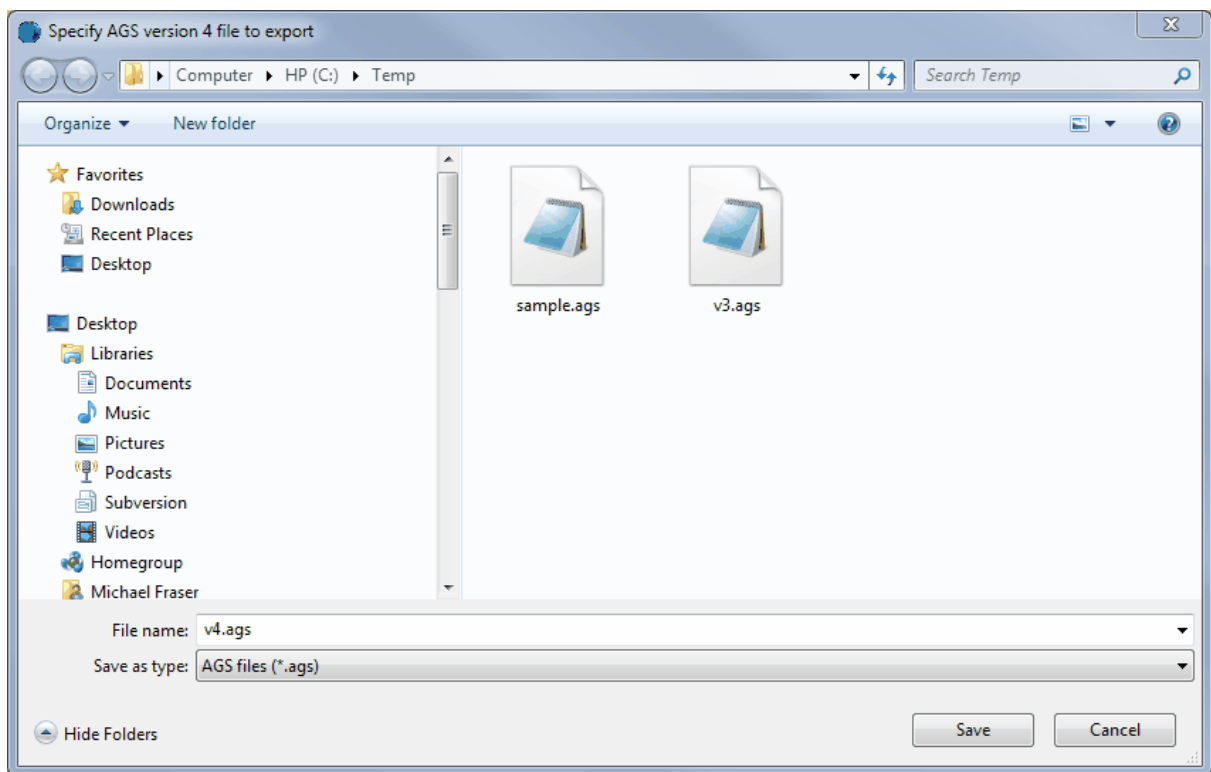 Specify AGS version 4 file to export
Computer HP (C:) Temp
Search Temp
Organize New folder
Favorites
Downloads
Recent Places
Desktop
Desktop
Libraries
Documents
Music
Pictures
Podcasts
Subversion
Videos
Homegroup
Michael Fraser
sample.ags
v3.ags
File name: v4.ags
Save as type: AGS files (*.ags)
Hide Folders
Save
Cancel